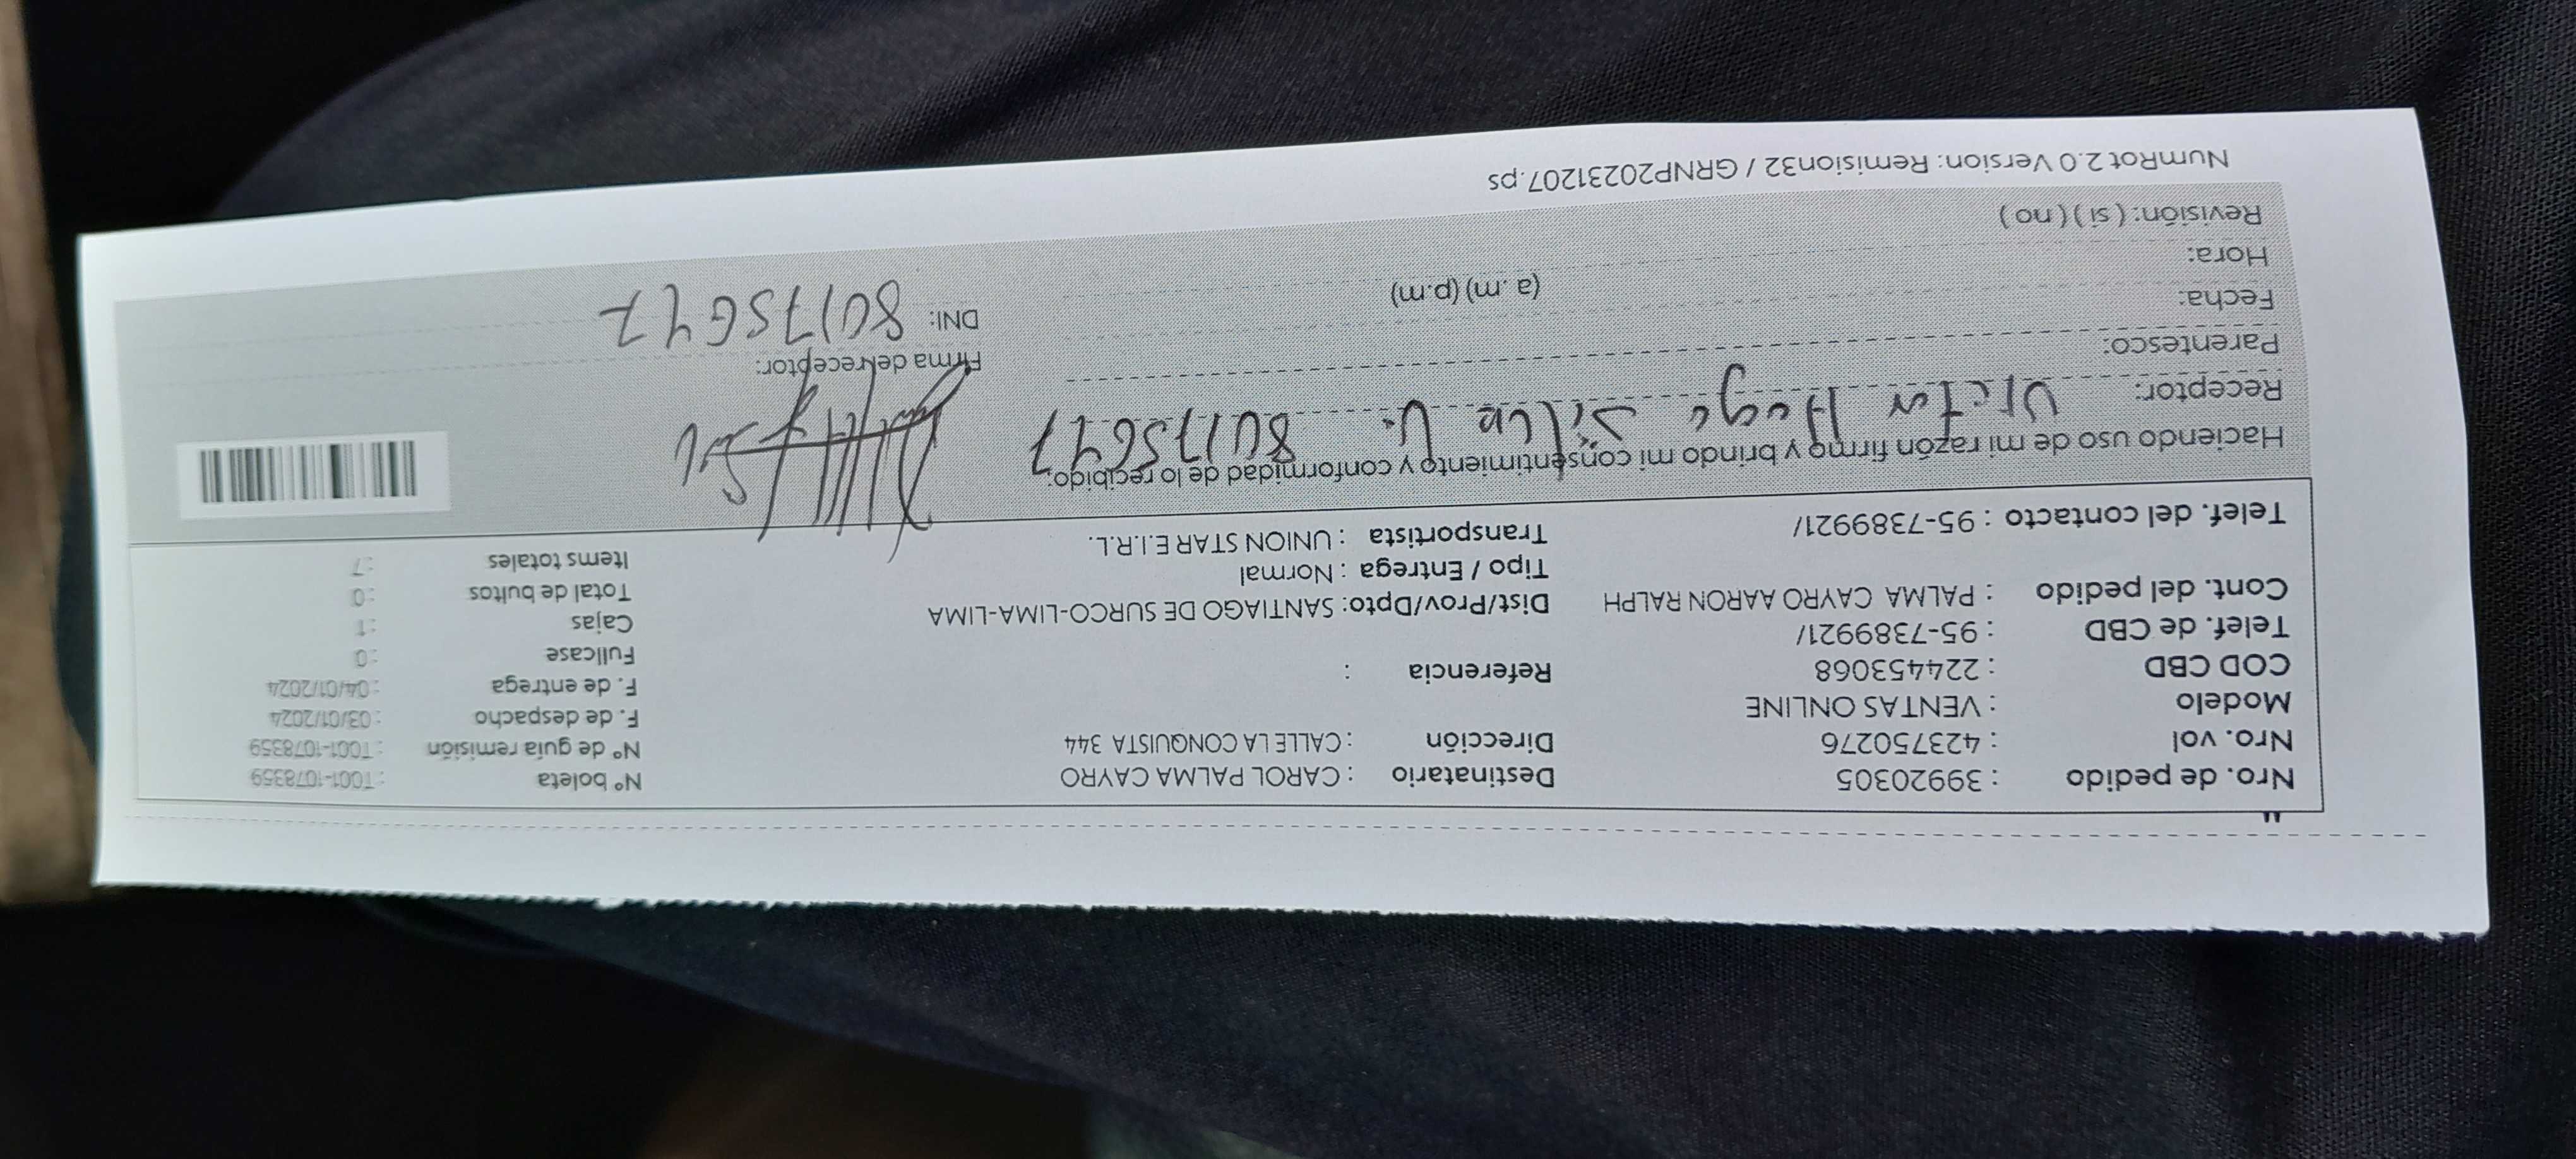 Nro. de pedido : 39920305 Destinatario : CAROL PALMA CAYRO N° boleta : T001-1078359
Nro. vol : 423750276 Dirección : CALLE LA CONQUISTA 344 N° de guía remisión : T001-1078359
Modelo : VENTAS ONLINE F. de despacho : 03/01/2024
COD CBD : 224453068 Referencia : F. de entrega : 04/01/2024
Telef. de CBD : 95-7389921/ Fullcase : 0
Cont. del pedido : PALMA CAYRO AARON RALPH Dist/Prov/Dpto: SANTIAGO DE SURCO-LIMA-LIMA Cajas : 1
Tipo / Entrega : Normal Total de bultos : 0
Telef. del contacto : 95-7389921/ Transportista : UNION STAR E.I.R.L. Items totales : 7
Haciendo uso de mi razón firmo y brindo mi consentimiento y conformidad de lo recibido:
Receptor: Victor Hugo Silva V. 80175647
Parentesco: Firma del receptor:
Fecha: DNI: 80175647
Hora: (a.m) (p.m)
Revisión: ( si ) ( no )
NumRot 2.0 Version: Remision32 / GRNP20231207.ps